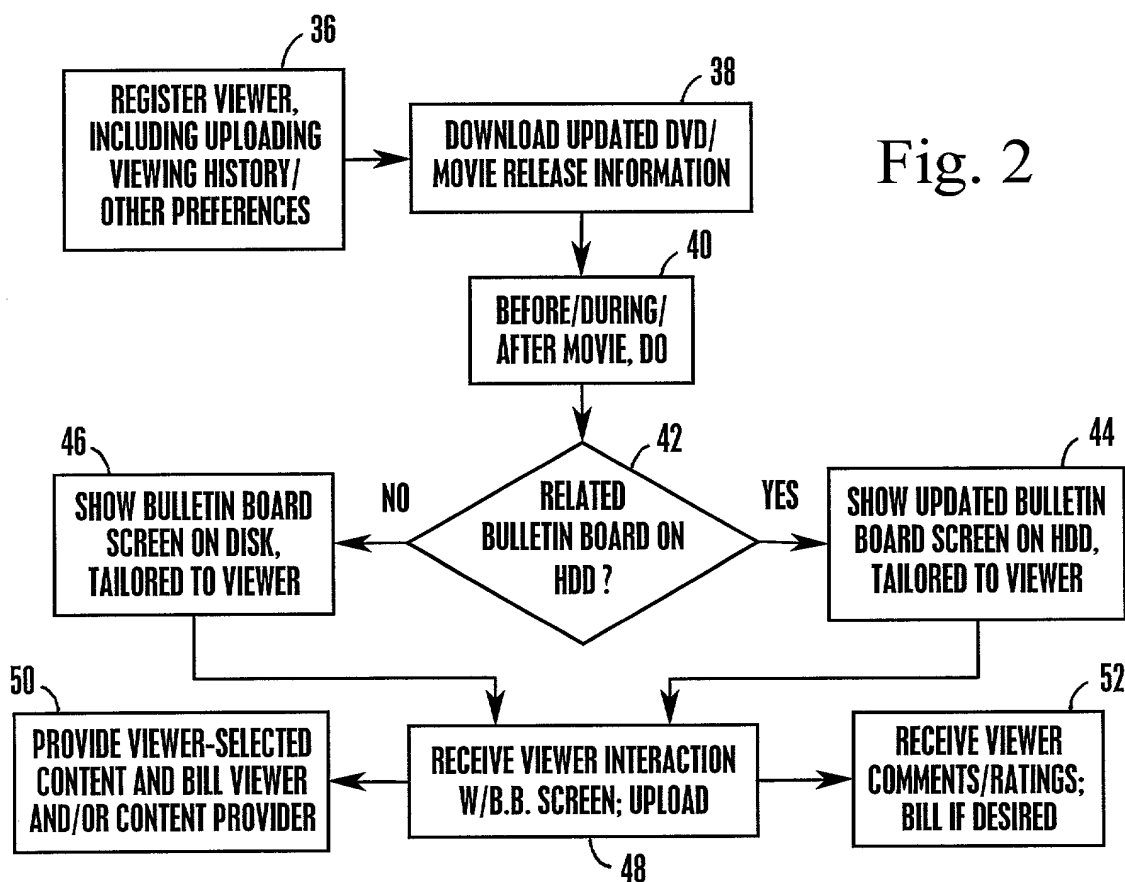 36
REGISTER VIEWER,
INCLUDING UPLOADING
VIEWING HISTORY/
OTHER PREFERENCES
38
DOWNLOAD UPDATED DVD/
MOVIE RELEASE INFORMATION
Fig. 2
40
BEFORE/DURING/
AFTER MOVIE, DO
42
RELATED
BULLETIN BOARD ON
HDD ?
NO
YES
46
SHOW BULLETIN BOARD
SCREEN ON DISK,
TAILORED TO VIEWER
44
SHOW UPDATED BULLETIN
BOARD SCREEN ON HDD,
TAILORED TO VIEWER
50
PROVIDE VIEWER-SELECTED
CONTENT AND BILL VIEWER
AND/OR CONTENT PROVIDER
RECEIVE VIEWER INTERACTION
W/B.B. SCREEN; UPLOAD
48
52
RECEIVE VIEWER
COMMENTS/RATINGS;
BILL IF DESIRED